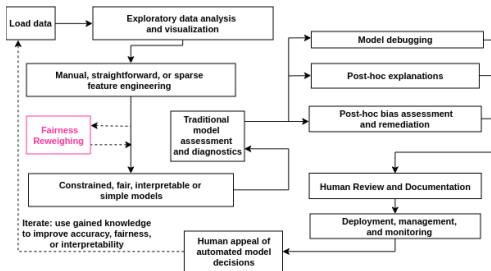 Load data
Exploratory data analysis
and visualization
Manual, straightforward, or sparse
feature engineering
Fairness
Reweighing
Constrained, fair, interpretable or
simple models
Traditional
model
assessment
and diagnostics
Model debugging
Post-hoc explanations
Post-hoc bias assessment
and remediation
Human Review and Documentation
Deployment, management,
and monitoring
Human appeal of
automated model
decisions
Iterate: use gained knowledge
to improve accuracy, fairness,
or interpretability